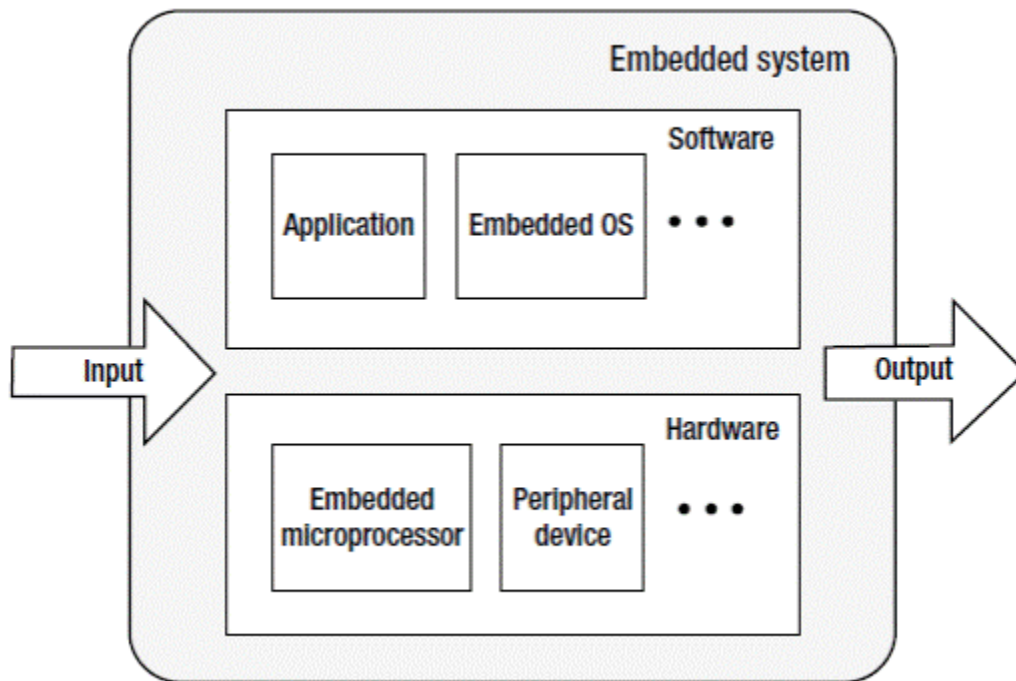 Embedded system
Software
Application
Embedded OS
Input
Output
Hardware
Embedded
microprocessor
Peripheral
device